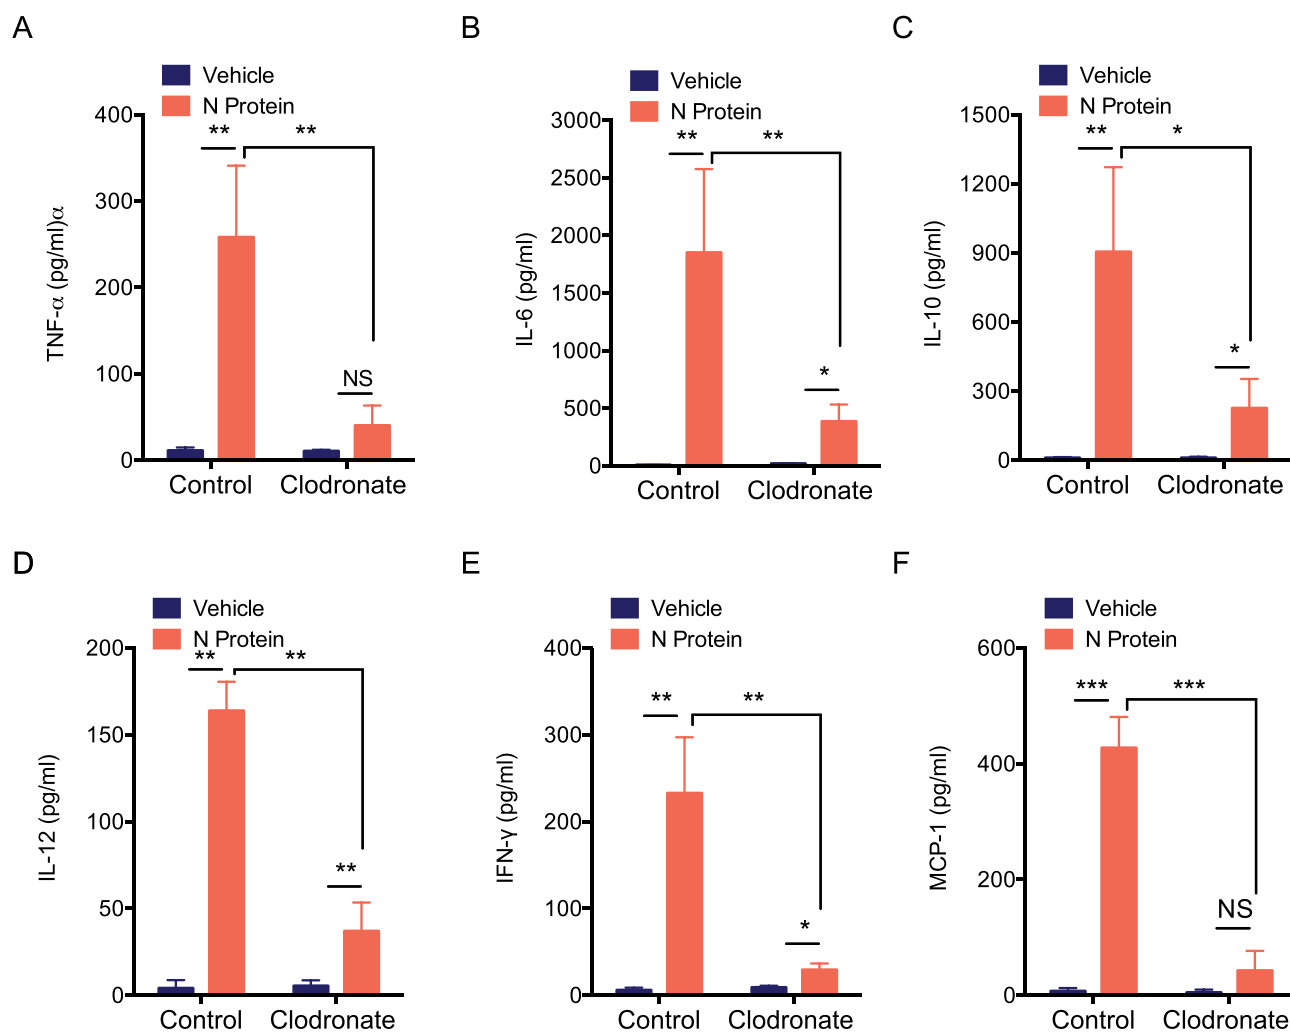 A
Vehicle
N Protein
400
300
200
100
0
TNF-α (pg/ml)α
**
**
NS
Control
Clodronate
B
Vehicle
N Protein
3000
2500
2000
1500
1000
500
0
IL-6 (pg/ml)
**
**
*
Control
Clodronate
C
Vehicle
N Protein
1500
1200
900
600
300
0
IL-10 (pg/ml)
**
*
*
Control
Clodronate
D
Vehicle
N Protein
200
150
100
50
0
IL-12 (pg/ml)
**
**
**
Control
Clodronate
E
Vehicle
N Protein
400
300
200
100
0
IFN-γ (pg/ml)
**
**
*
Control
Clodronate
F
Vehicle
N Protein
600
400
200
0
MCP-1 (pg/ml)
***
***
NS
Control
Clodronate